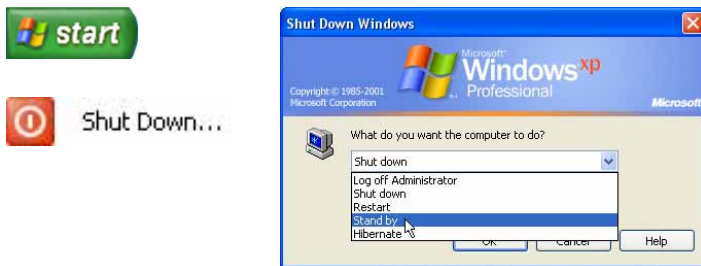 start
Shut Down...
Shut Down Windows
Copyright © 1985-2001
Microsoft Corporation
Microsoft
Windows xp
Professional
Microsoft
What do you want the computer to do?
Shut down
Log off Administrator
Shut down
Restart
Stand by
Hibernate
OK
Cancel
Help